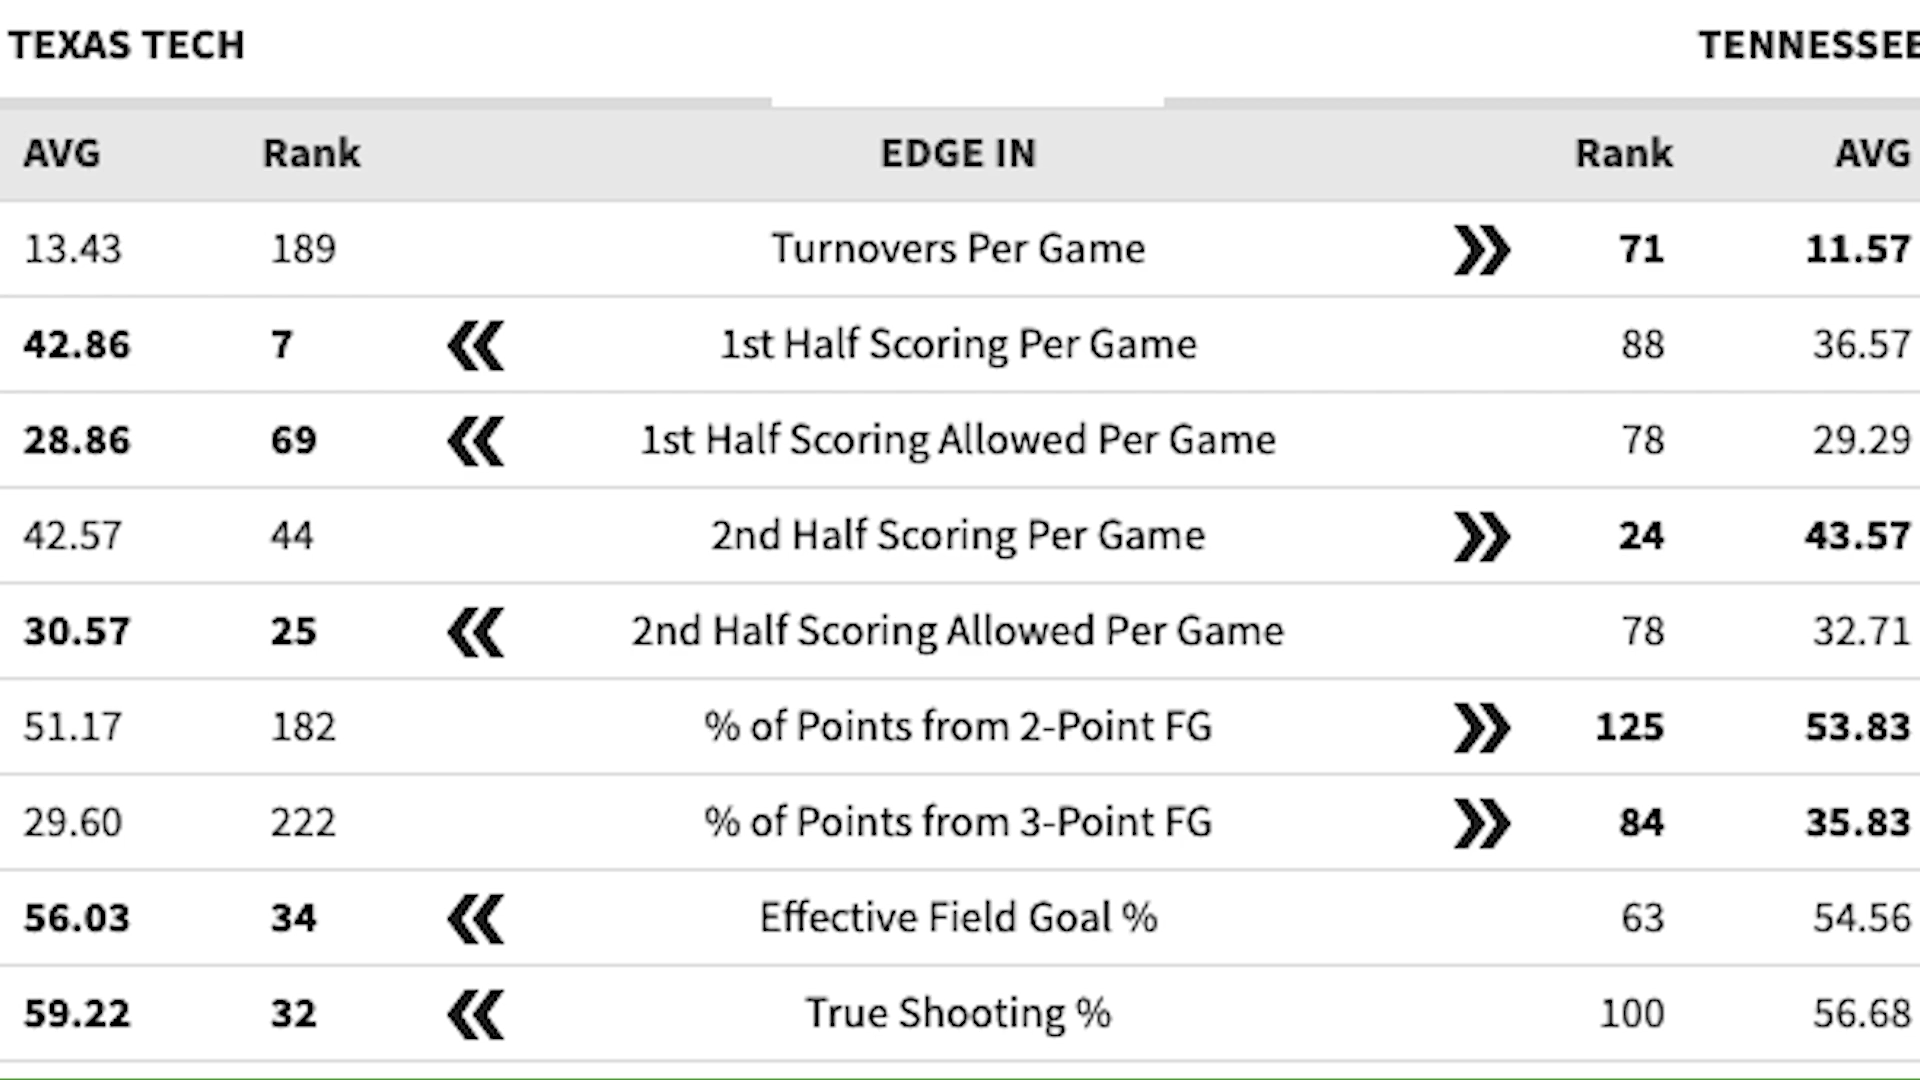 TEXAS TECH TENNESSEE
AVG Rank EDGE IN Rank AVG
13.43 189 Turnovers Per Game » 71 11.57
42.86 7 « 1st Half Scoring Per Game 88 36.57
28.86 69 « 1st Half Scoring Allowed Per Game 78 29.29
42.57 44 2nd Half Scoring Per Game » 24 43.57
30.57 25 « 2nd Half Scoring Allowed Per Game 78 32.71
51.17 182 % of Points from 2-Point FG » 125 53.83
29.60 222 % of Points from 3-Point FG » 84 35.83
56.03 34 « Effective Field Goal % 63 54.56
59.22 32 « True Shooting % 100 56.68